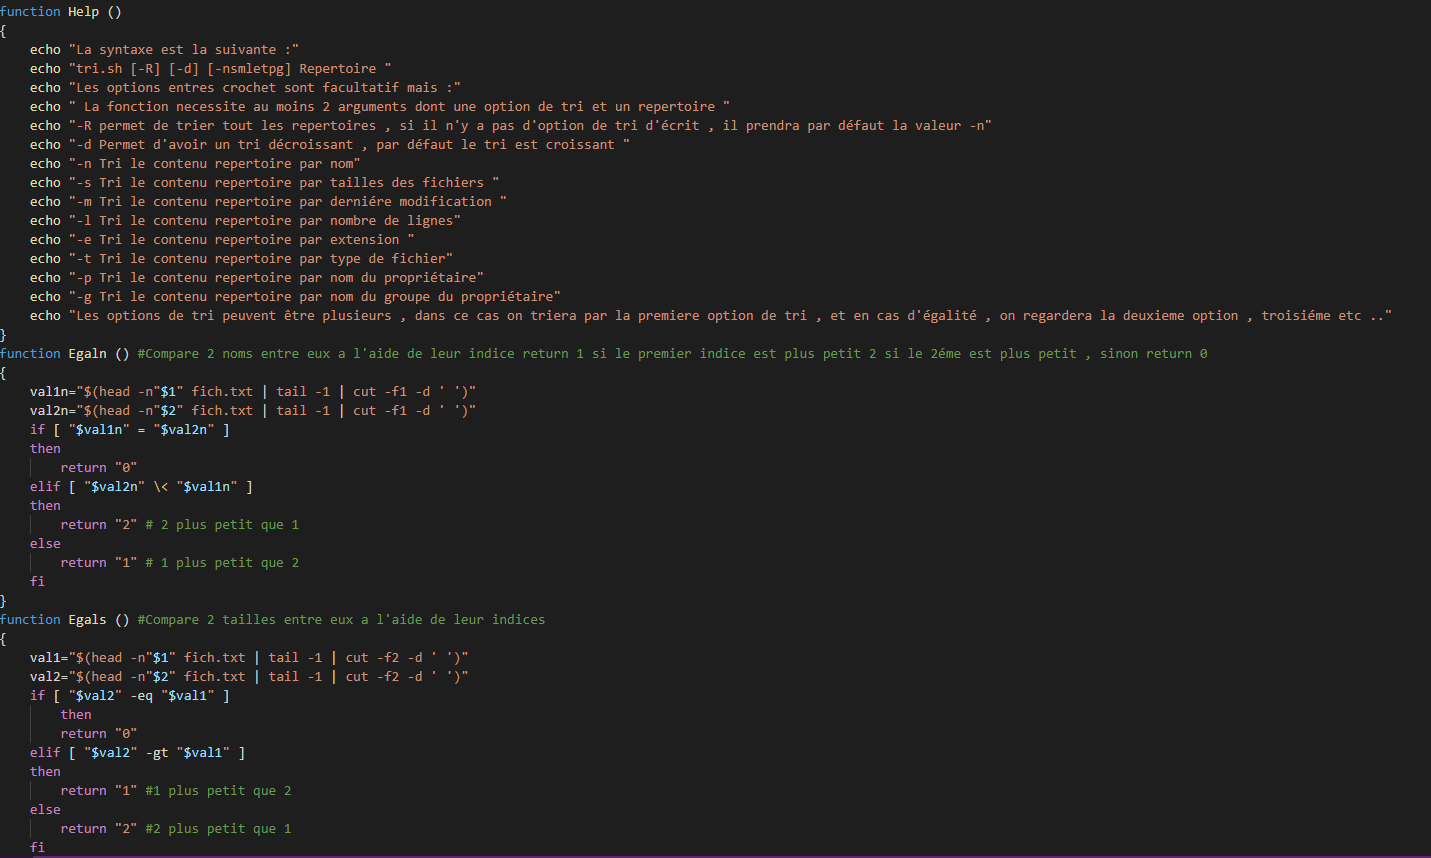 function Help ()
{
    echo "La syntaxe est la suivante :"
    echo "tri.sh [-R] [-d] [-nsmletpg] Repertoire "
    echo "Les options entres crochet sont facultatif mais :"
    echo " La fonction necessite au moins 2 arguments dont une option de tri et un repertoire "
    echo "-R permet de trier tout les repertoires , si il n'y a pas d'option de tri d'écrit , il prendra par défaut la valeur -n"
    echo "-d Permet d'avoir un tri décroissant , par défaut le tri est croissant "
    echo "-n Tri le contenu repertoire par nom"
    echo "-s Tri le contenu repertoire par tailles des fichiers "
    echo "-m Tri le contenu repertoire par derniére modification "
    echo "-l Tri le contenu repertoire par nombre de lignes"
    echo "-e Tri le contenu repertoire par extension "
    echo "-t Tri le contenu repertoire par type de fichier"
    echo "-p Tri le contenu repertoire par nom du propriétaire"
    echo "-g Tri le contenu repertoire par nom du groupe du propriétaire"
    echo "Les options de tri peuvent être plusieurs , dans ce cas on triera par la premiere option de tri , et en cas d'égalité , on regardera la deuxieme option , troisiéme etc .."
}
function Egaln () #Compare 2 noms entre eux a l'aide de leur indice return 1 si le premier indice est plus petit 2 si le 2éme est plus petit , sinon return 0
{
    val1n="$(head -n"$1" fich.txt | tail -1 | cut -f1 -d ' ')"
    val2n="$(head -n"$2" fich.txt | tail -1 | cut -f1 -d ' ')"
    if [ "$val1n" = "$val2n" ]
    then
        return "0"
    elif [ "$val2n" \< "$val1n" ]
    then
        return "2" # 2 plus petit que 1
    else
        return "1" # 1 plus petit que 2
    fi
}
function Egals () #Compare 2 tailles entre eux a l'aide de leur indices
{
    val1="$(head -n"$1" fich.txt | tail -1 | cut -f2 -d ' ')"
    val2="$(head -n"$2" fich.txt | tail -1 | cut -f2 -d ' ')"
    if [ "$val2" -eq "$val1" ]
        then
        return "0"
    elif [ "$val2" -gt "$val1" ]
    then
        return "1" #1 plus petit que 2
    else
        return "2" #2 plus petit que 1
    fi